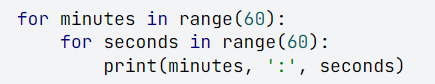 for minutes in range(60):
    for seconds in range(60):
        print(minutes, ':', seconds)